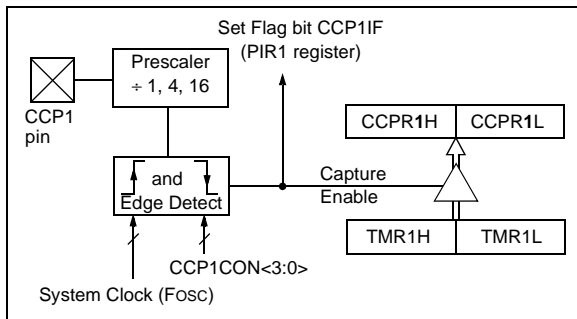 Set Flag bit CCP1IF
(PIR1 register)
Prescaler
÷ 1, 4, 16
CCP1
pin
CCPR1H
CCPR1L
and
Edge Detect
Capture
Enable
TMR1H
TMR1L
CCP1CON<3:0>
System Clock (FOSC)